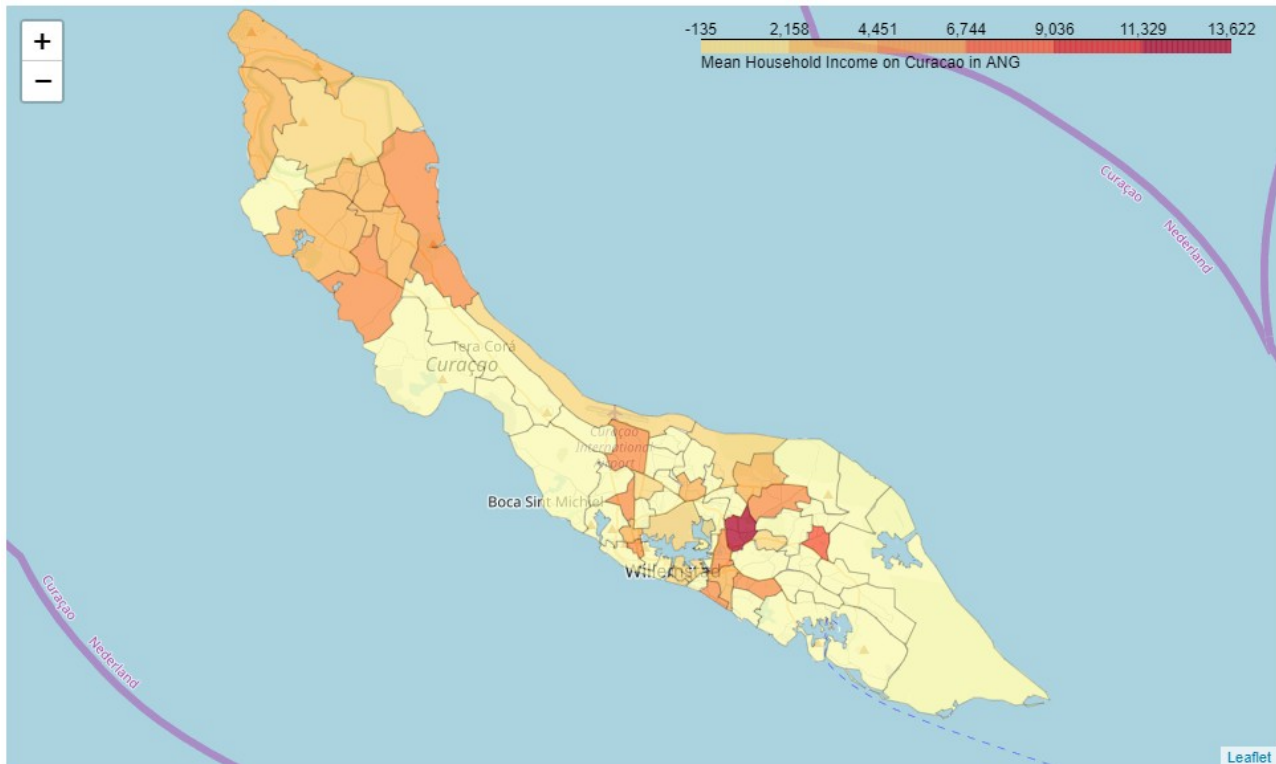 +
−
-135 2,158 4,451 6,744 9,036 11,329 13,622
Mean Household Income on Curacao in ANG
Curaçao
Nederland
Tera Corá
Curaçao
Curaçao
International
Airport
Boca Sint Michiel
Willemstad
Curaçao
Nederland
Leaflet